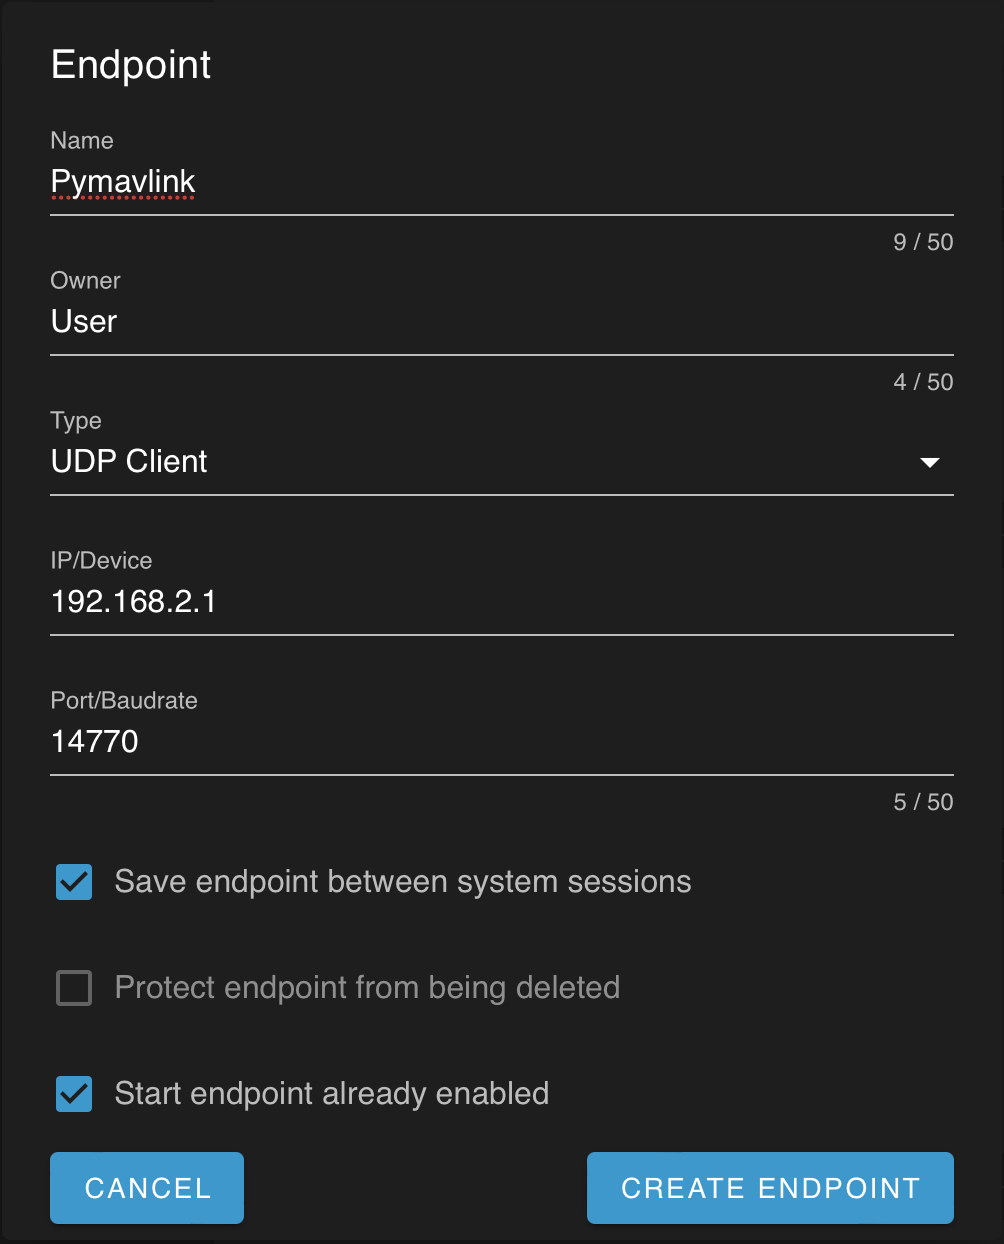 Endpoint
Name
Pymavlink
9 / 50
Owner
User
4 / 50
Type
UDP Client
IP/Device
192.168.2.1
Port/Baudrate
14770
5 / 50
Save endpoint between system sessions
Protect endpoint from being deleted
Start endpoint already enabled
CANCEL CREATE ENDPOINT